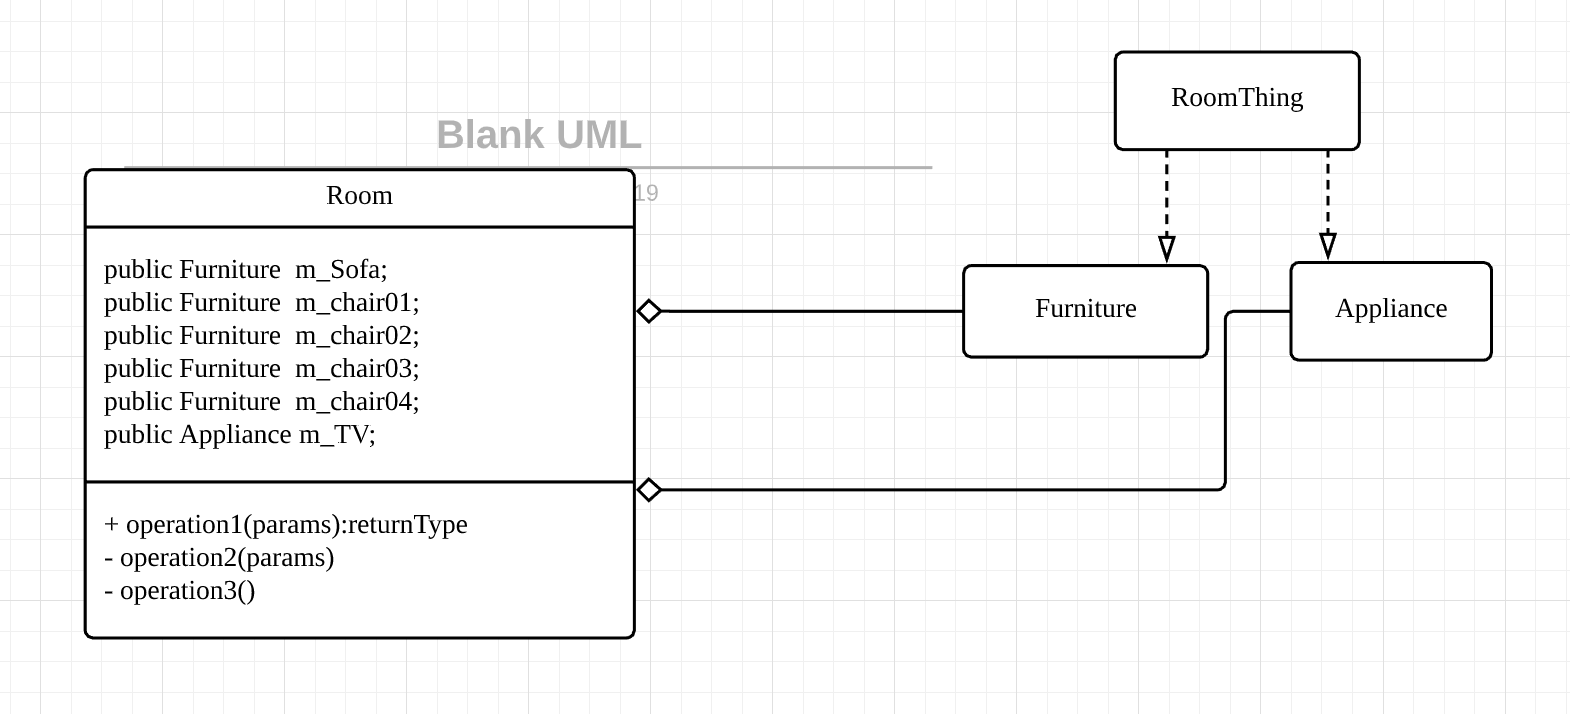 Blank UML
19
Room
public Furniture  m_Sofa;
public Furniture  m_chair01;
public Furniture  m_chair02;
public Furniture  m_chair03;
public Furniture  m_chair04;
public Appliance m_TV;
+ operation1(params):returnType
- operation2(params)
- operation3()
RoomThing
Furniture
Appliance